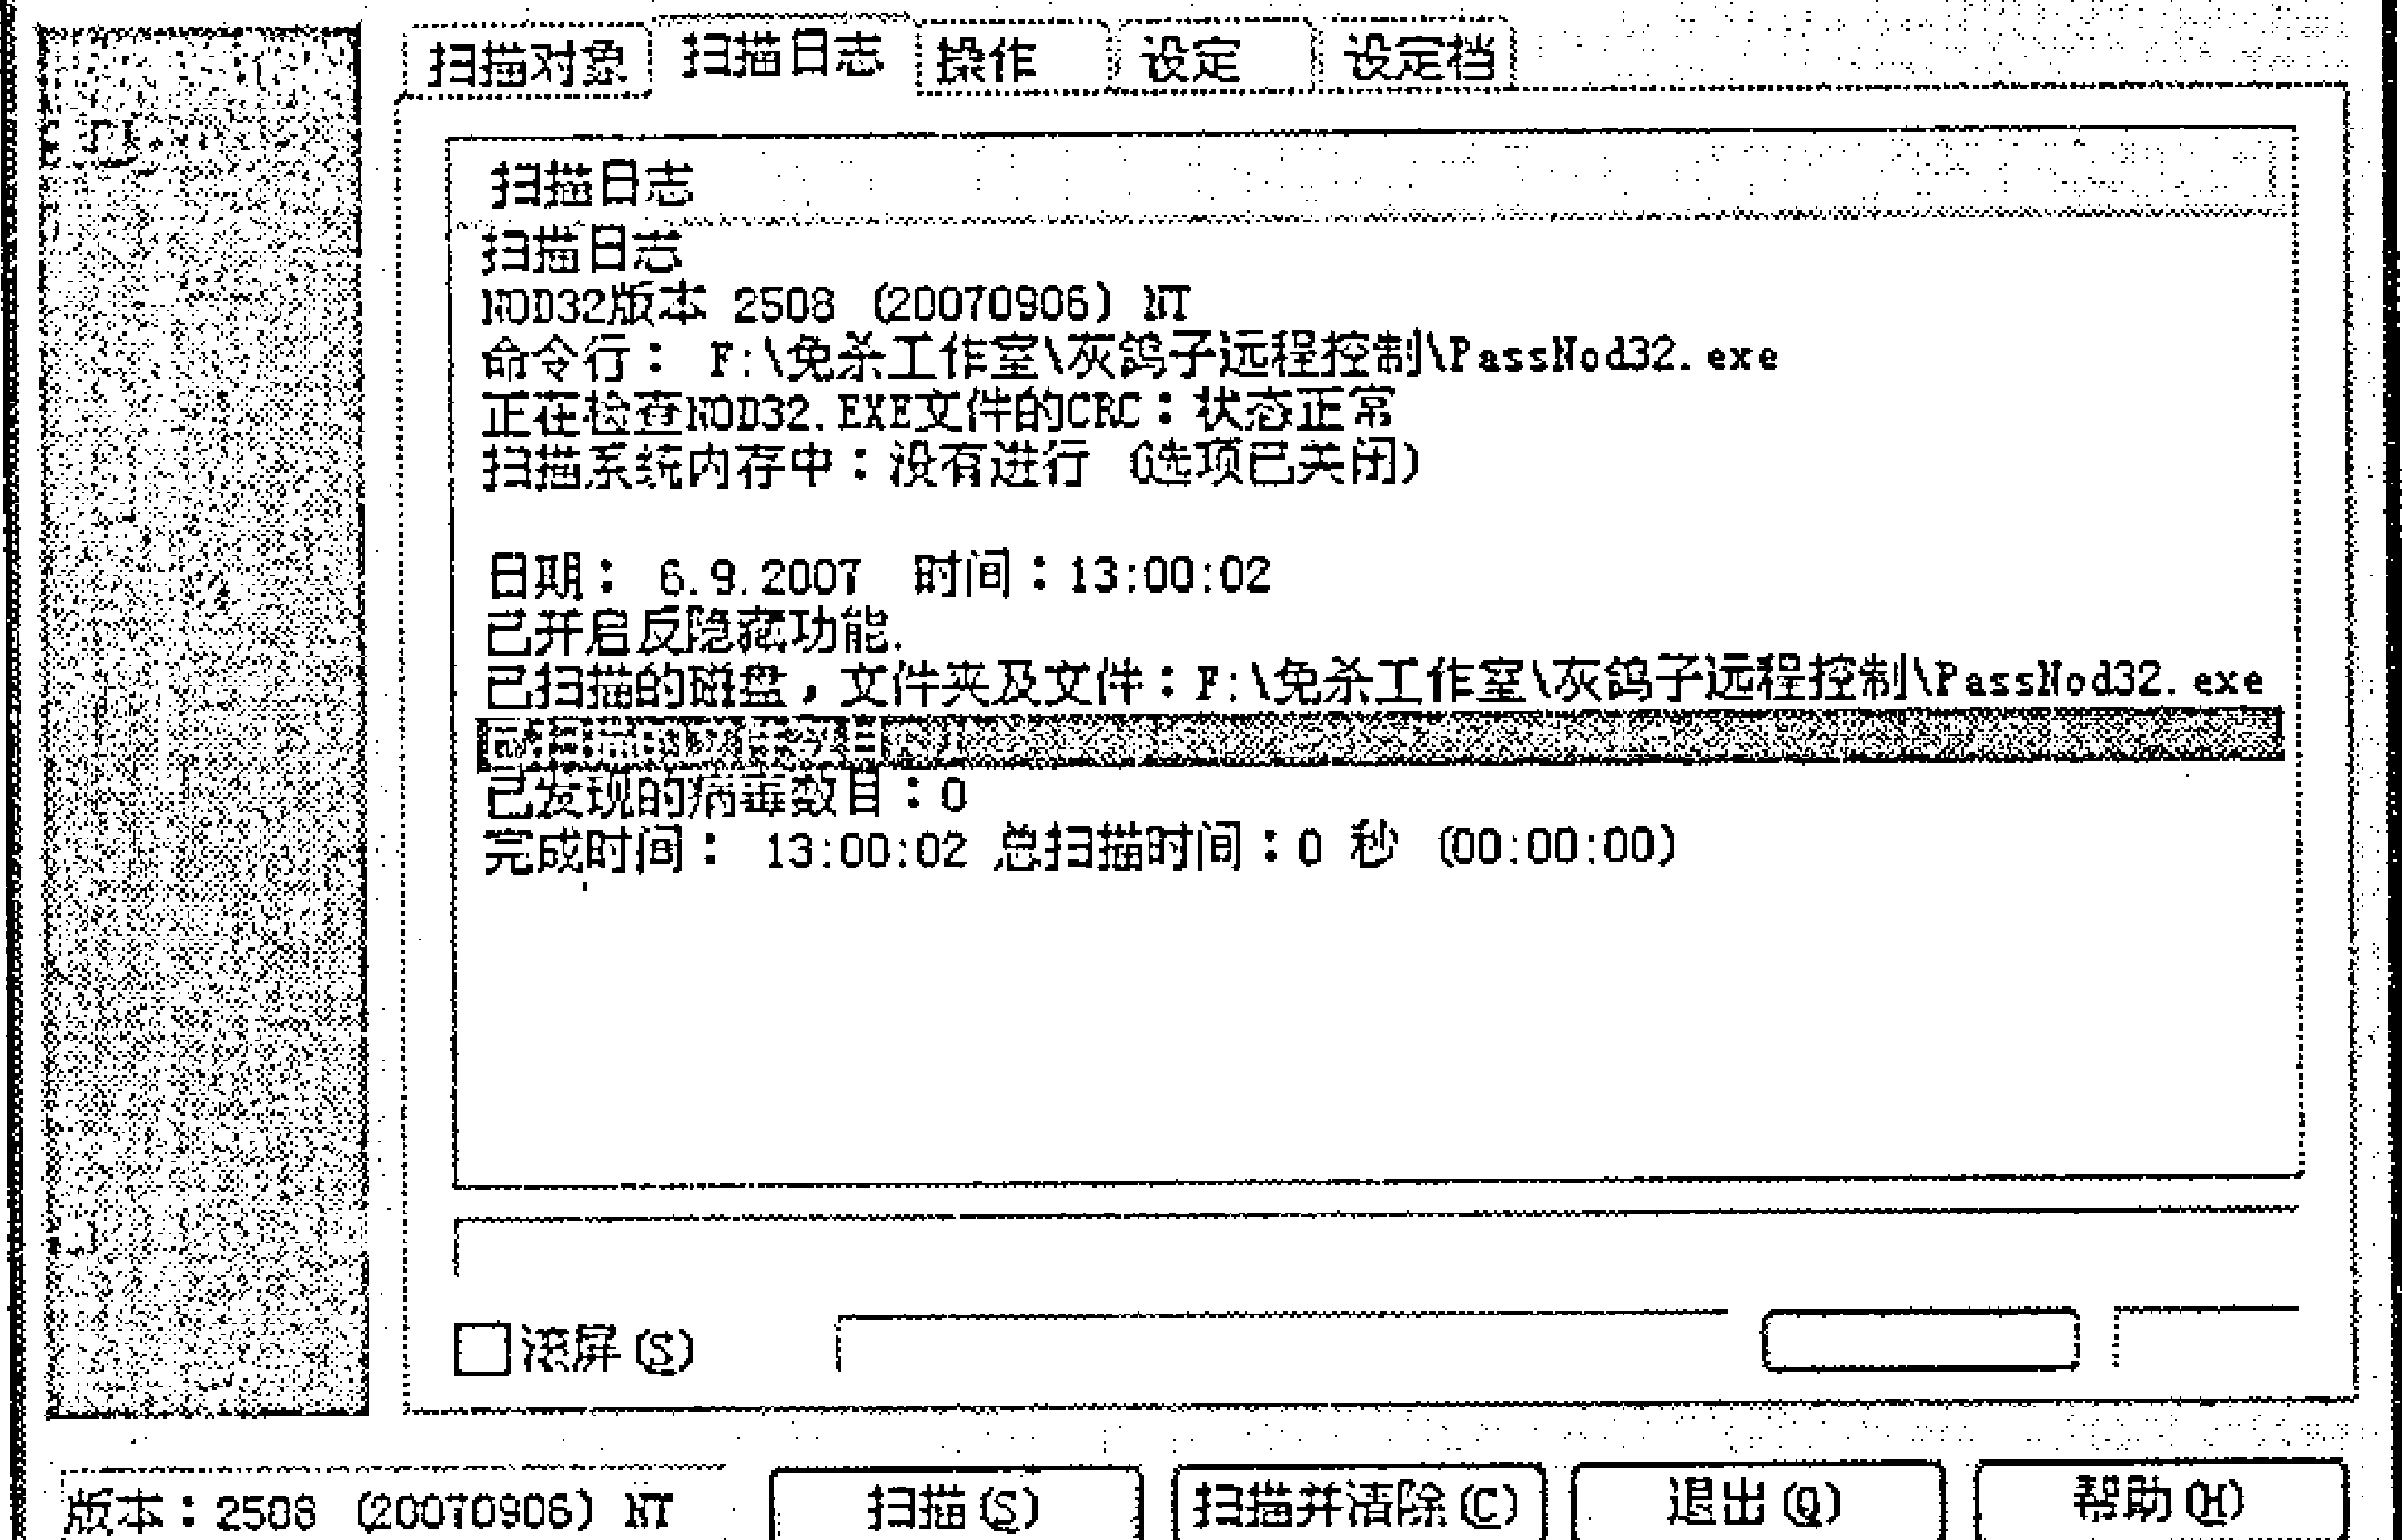 扫描对象 扫描日志 操作 设定 设定档
扫描日志
扫描日志
NOD32版本 2508 (20070906) NT
命令行： F:\免杀工作室\灰鸽子远程控制\PassNod32.exe
正在检查NOD32.EXE文件的CRC：状态正常
扫描系统内存中：没有进行 (选项已关闭)
日期： 6.9.2007 时间：13:00:02
已开启反隐藏功能.
已扫描的磁盘，文件夹及文件：F:\免杀工作室\灰鸽子远程控制\PassNod32.exe
已扫描的文件数目
已发现的病毒数目：0
完成时间： 13:00:02 总扫描时间：0 秒 (00:00:00)
滚屏(S)
版本：2508 (20070906) NT 扫描(S) 扫描并清除(C) 退出(Q) 帮助(H)